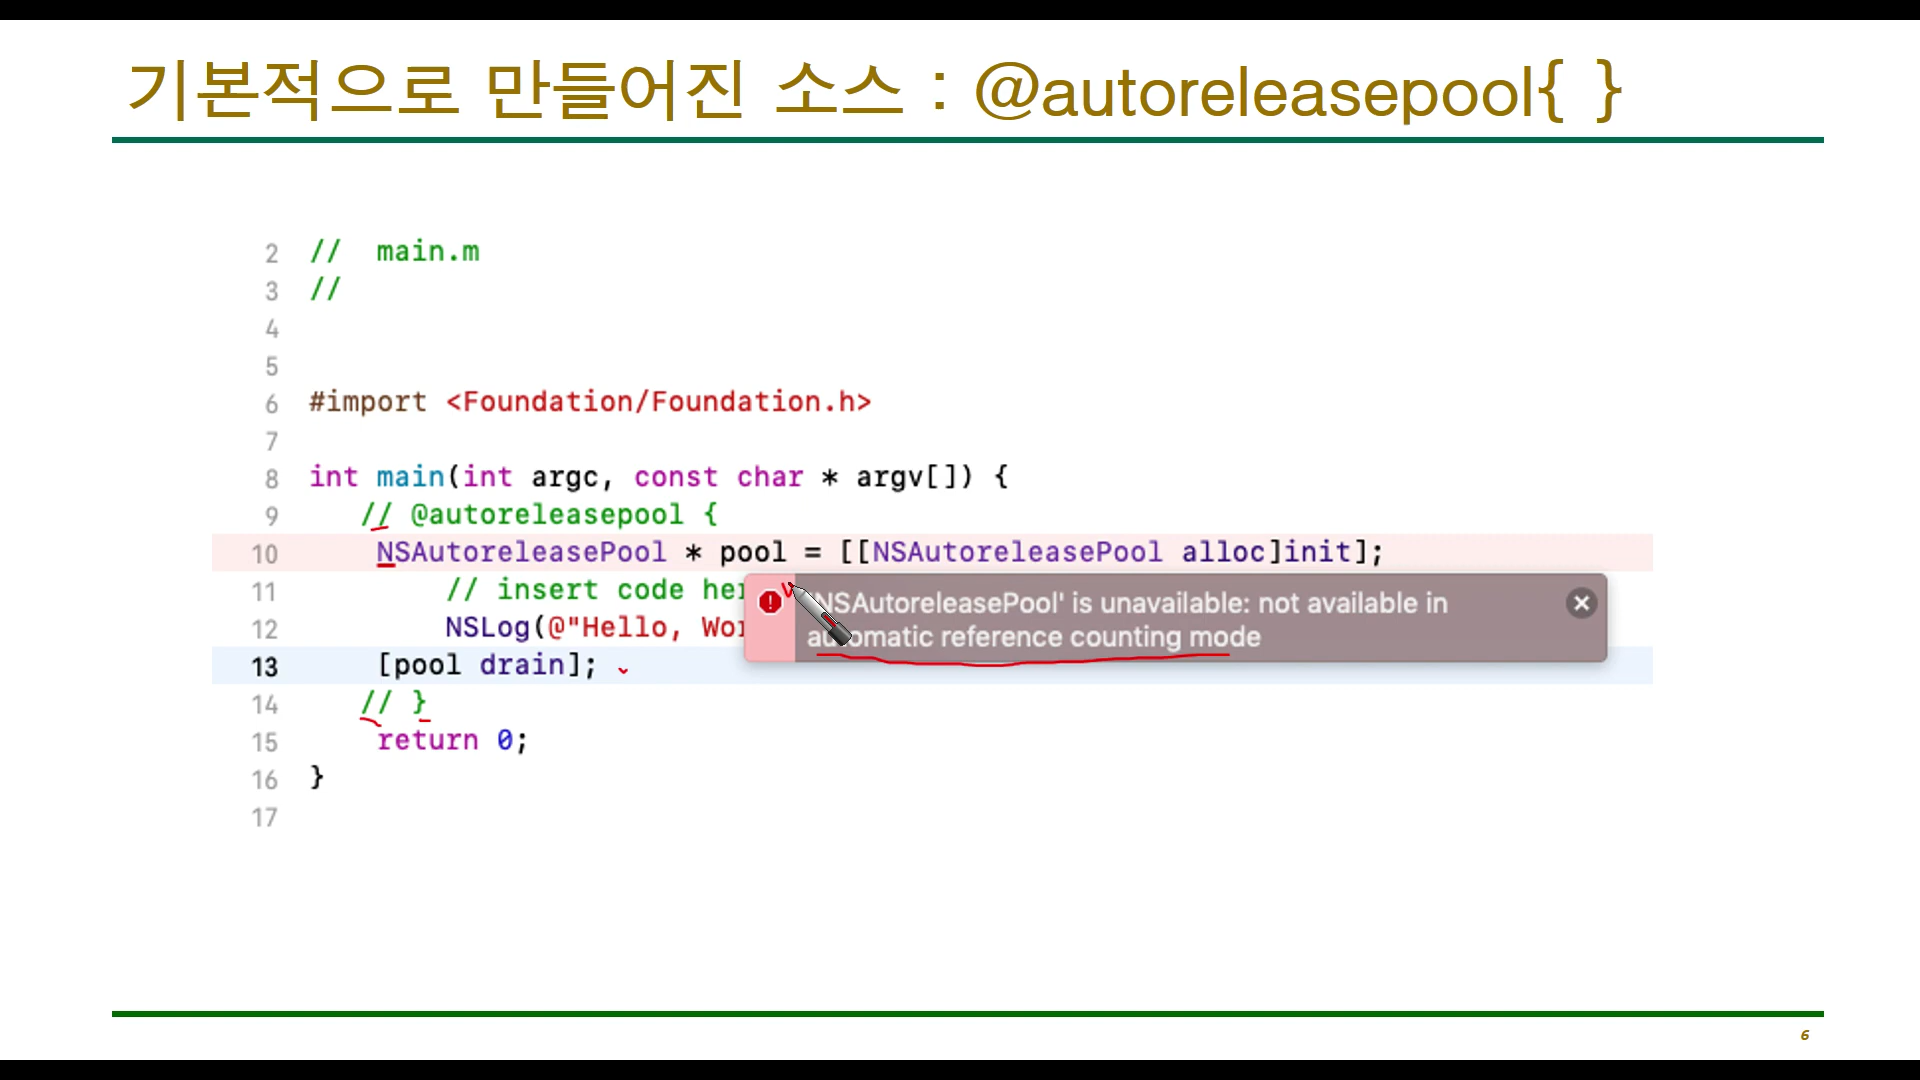 기본적으로 만들어진 소스 : @autoreleasepool{ }
2 // main.m
3 //
4
5
6 #import <Foundation/Foundation.h>
7
8 int main(int argc, const char * argv[]) {
9 // @autoreleasepool {
10 NSAutoreleasePool * pool = [[NSAutoreleasePool alloc]init];
11 // insert code her
'NSAutoreleasePool' is unavailable: not available in
12 NSLog(@"Hello, Wor
automatic reference counting mode
13 [pool drain];
14 // }
15 return 0;
16 }
17
6